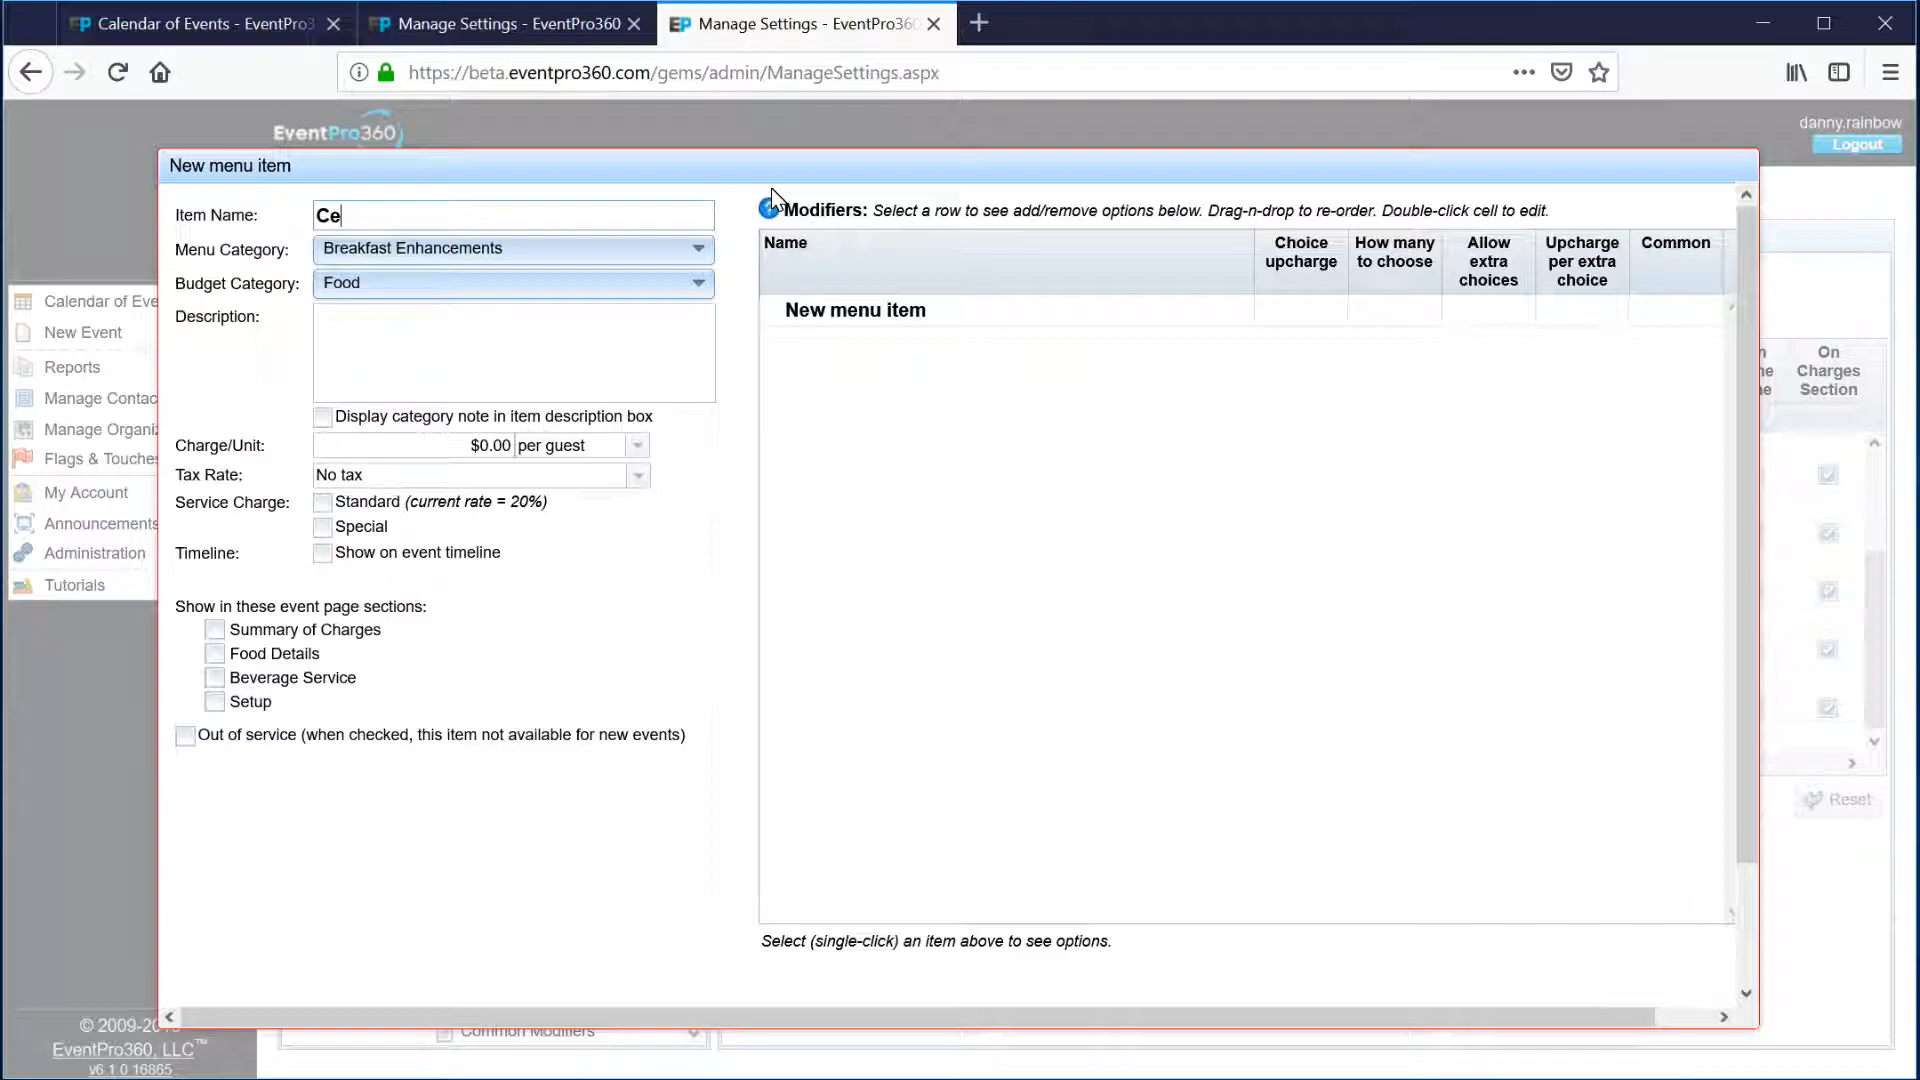 Calendar of Events - EventPro3
Manage Settings - EventPro360
Manage Settings - EventPro360
https://beta.eventpro360.com/gems/admin/ManageSettings.aspx
EventPro360
danny.rainbow
Logout
New menu item
Item Name: Ce
Modifiers: Select a row to see add/remove options below. Drag-n-drop to re-order. Double-click cell to edit.
Menu Category: Breakfast Enhancements
Name
Choice upcharge
How many to choose
Allow extra choices
Upcharge per extra choice
Common
Budget Category: Food
Description:
New menu item
Display category note in item description box
Charge/Unit: $0.00 per guest
Tax Rate: No tax
Service Charge: Standard (current rate = 20%)
Special
Timeline: Show on event timeline
Show in these event page sections:
Summary of Charges
Food Details
Beverage Service
Setup
Out of service (when checked, this item not available for new events)
Select (single-click) an item above to see options.
Calendar of Eve
New Event
Reports
Manage Contac
Manage Organiz
Flags & Touches
My Account
Announcements
Administration
Tutorials
On Charges Section
Reset
Common Modifiers
© 2009-20
EventPro360, LLC™
v6.1.0.16865